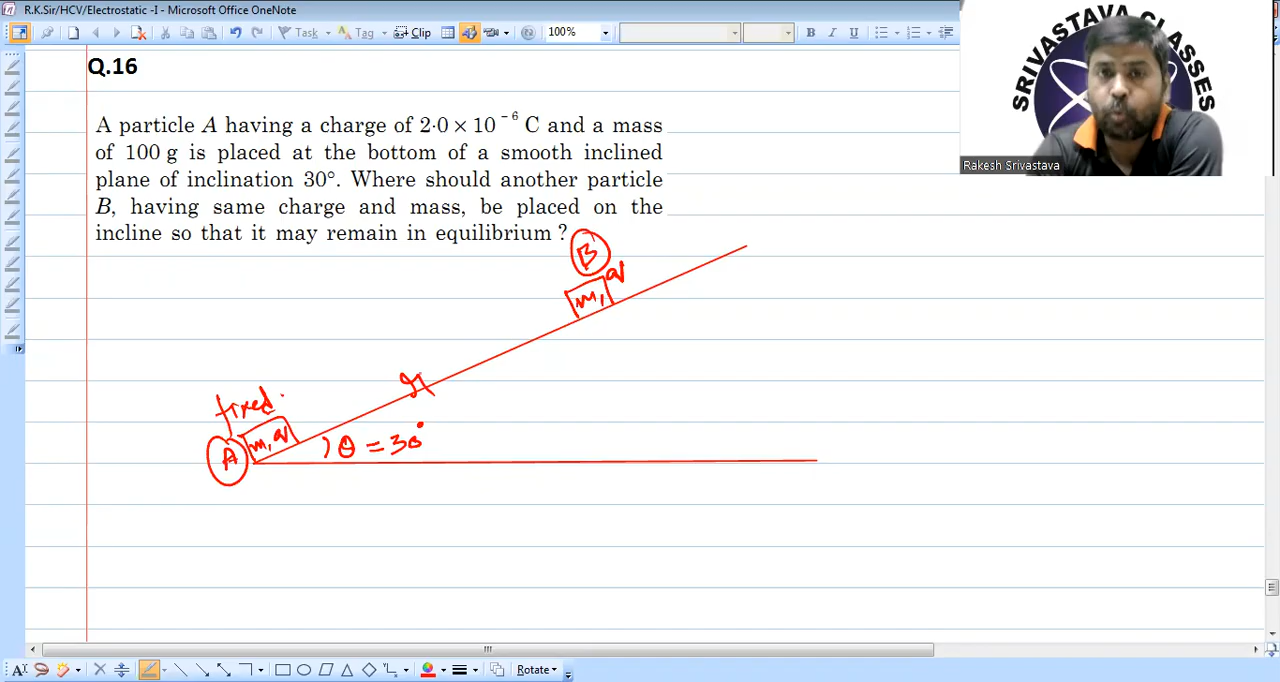 R.K.Sir/HCV/Electrostatic -I - Microsoft Office OneNote
Task
Tag
Clip
100%
B I U
SRIVASTAVA CLASSES
Rakesh Srivastava
Q.16
A particle A having a charge of 2·0 × 10 ⁻⁶ C and a mass
of 100 g is placed at the bottom of a smooth inclined
plane of inclination 30°. Where should another particle
B, having same charge and mass, be placed on the
incline so that it may remain in equilibrium ?
B
m, q
r
fixed
m, q
A
θ = 30°
Rotate